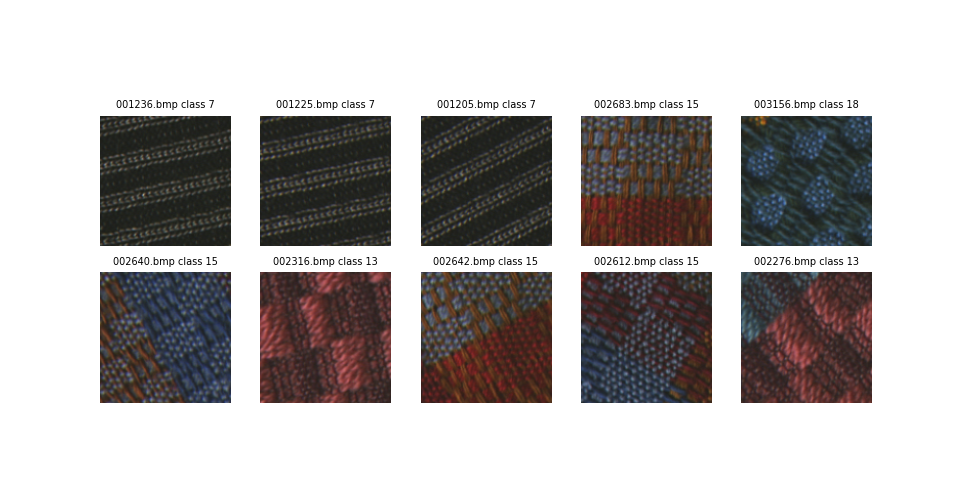 001236.bmp class 7
001225.bmp class 7
001205.bmp class 7
002683.bmp class 15
003156.bmp class 18
002640.bmp class 15
002316.bmp class 13
002642.bmp class 15
002612.bmp class 15
002276.bmp class 13